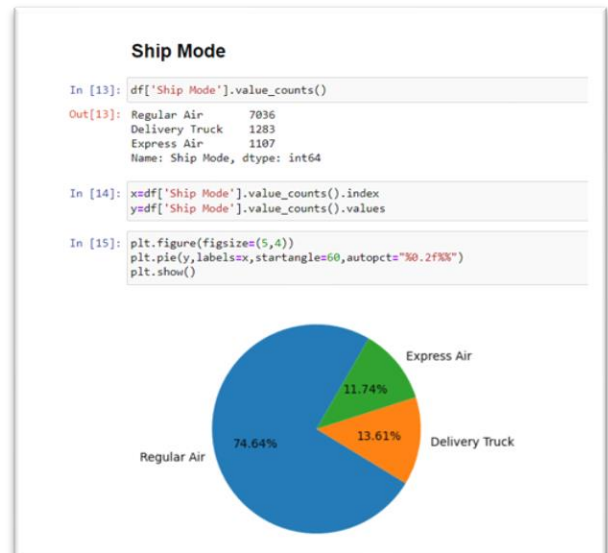 Ship Mode
In [13]: df['Ship Mode'].value_counts()
Out[13]: Regular Air 7036
Delivery Truck 1283
Express Air 1107
Name: Ship Mode, dtype: int64
In [14]: x=df['Ship Mode'].value_counts().index
y=df['Ship Mode'].value_counts().values
In [15]: plt.figure(figsize=(5,4))
plt.pie(y,labels=x,startangle=60,autopct="%0.2f%%")
plt.show()
Express Air
11.74%
13.61%
Delivery Truck
74.64%
Regular Air